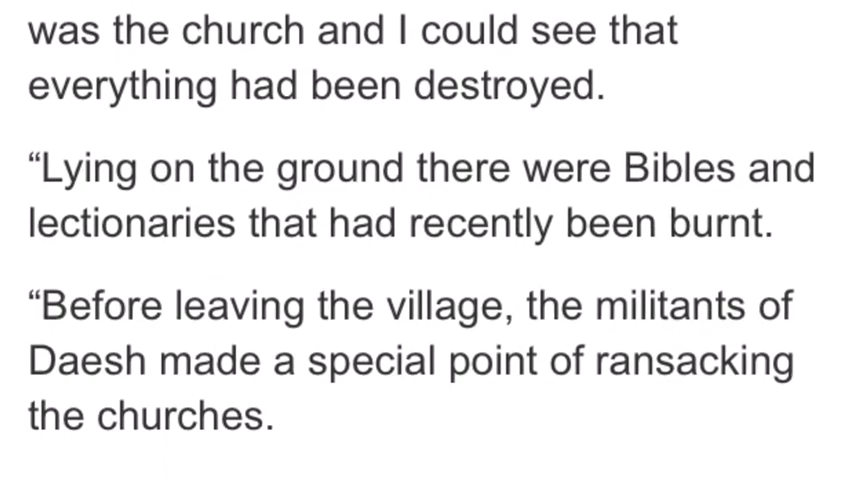 was the church and I could see that
everything had been destroyed.
“Lying on the ground there were Bibles and
lectionaries that had recently been burnt.
“Before leaving the village, the militants of
Daesh made a special point of ransacking
the churches.